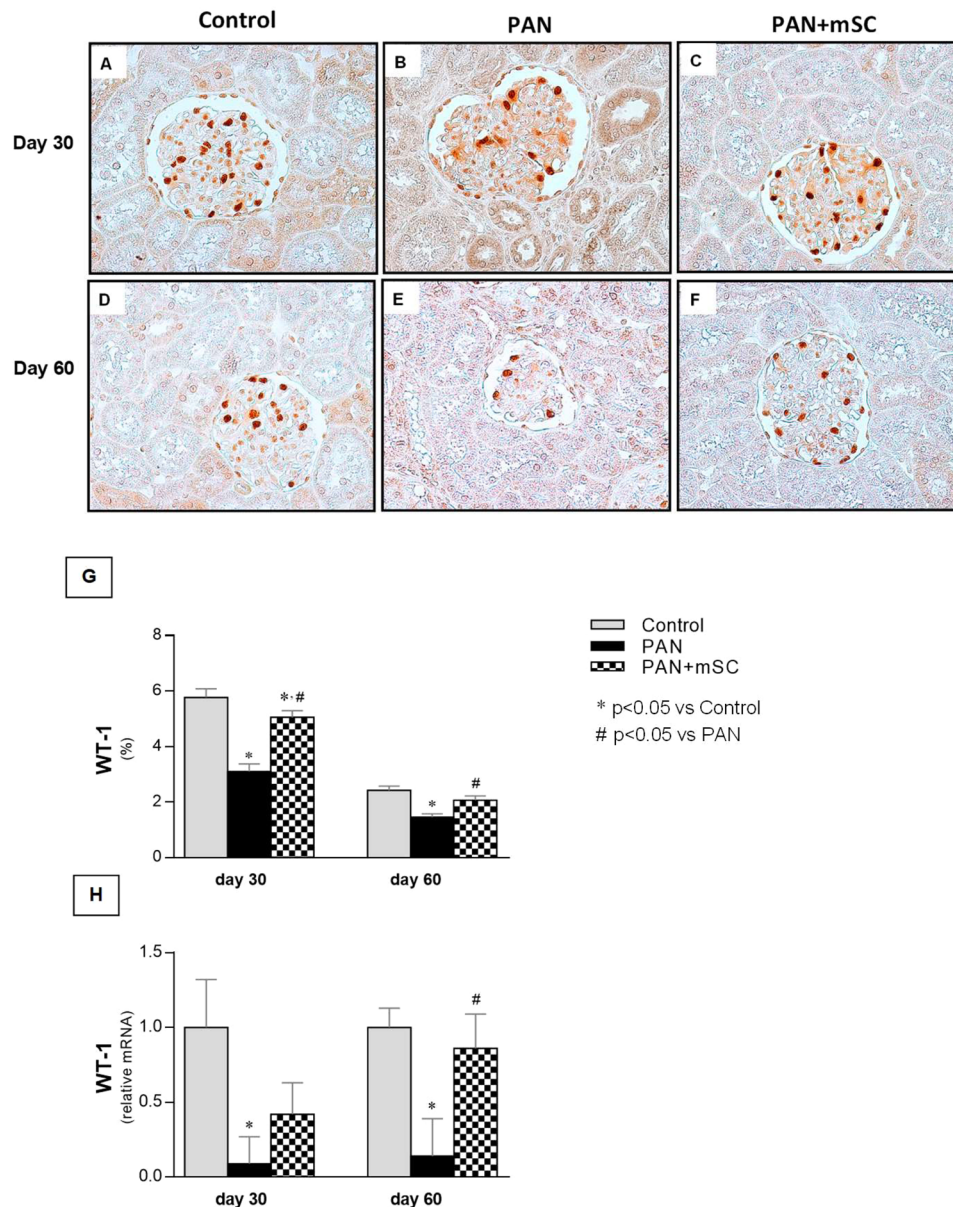 Control PAN PAN+mSC
A B C
Day 30
D E F
Day 60
G
8
6
4
2
0
WT-1
(%)
*
*·#
*
#
day 30 day 60
Control
PAN
PAN+mSC
* p<0.05 vs Control
# p<0.05 vs PAN
H
1.5
1.0
0.5
0.0
WT-1
(relative mRNA)
*
*
#
day 30 day 60